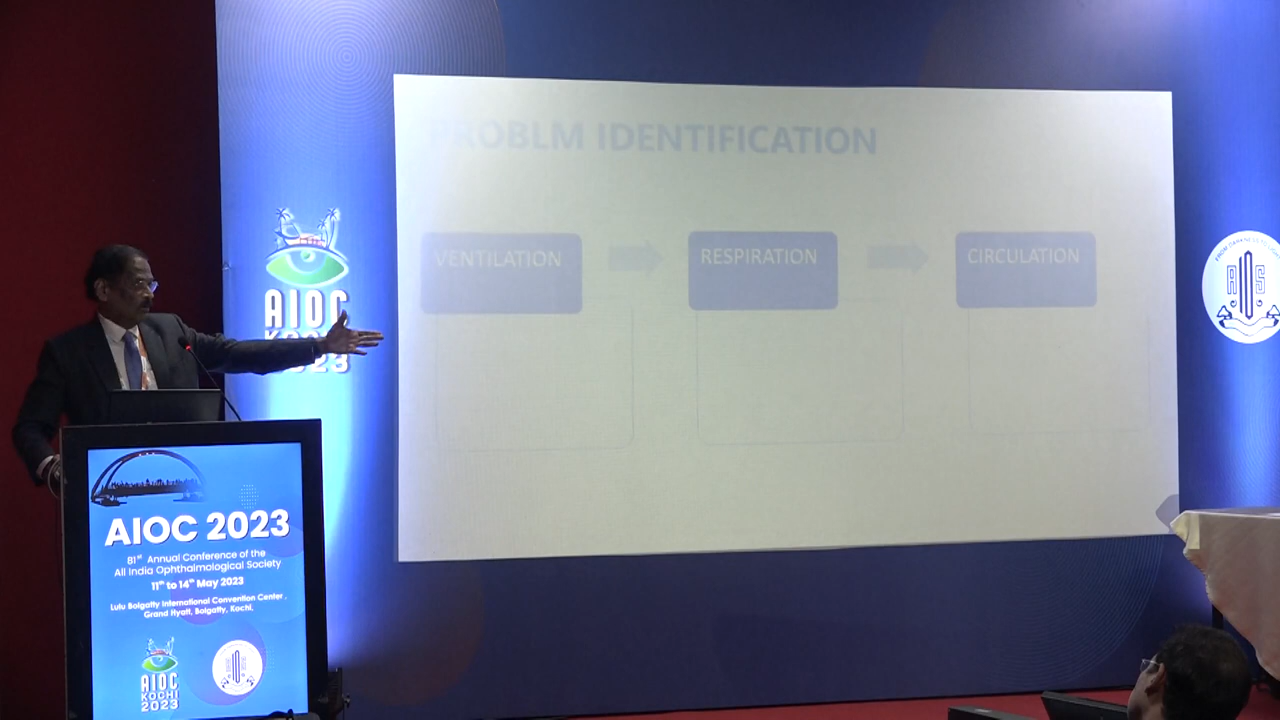 PROBLM IDENTIFICATION
VENTILATION
RESPIRATION
CIRCULATION
AIOC
KOCHI
2023
AIOS
AIOC 2023
81st Annual Conference of the
All India Ophthalmological Society
11th to 14th May 2023
Lulu Bolgatty International Convention Center,
Grand Hyatt, Bolgatty, Kochi.
AIOC
KOCHI
2023